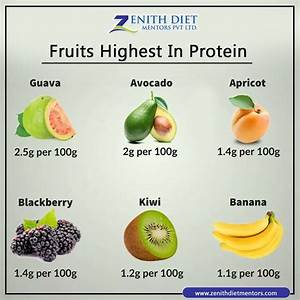 ZENITH DIET
MENTORS PVT LTD.
Fruits Highest In Protein
Guava
Avocado
Apricot
2.5g per 100g
2g per 100g
1.4g per 100g
Blackberry
Kiwi
Banana
1.4g per 100g
1.2g per 100g
1.1g per 100g
www.zenithdietmentors.com